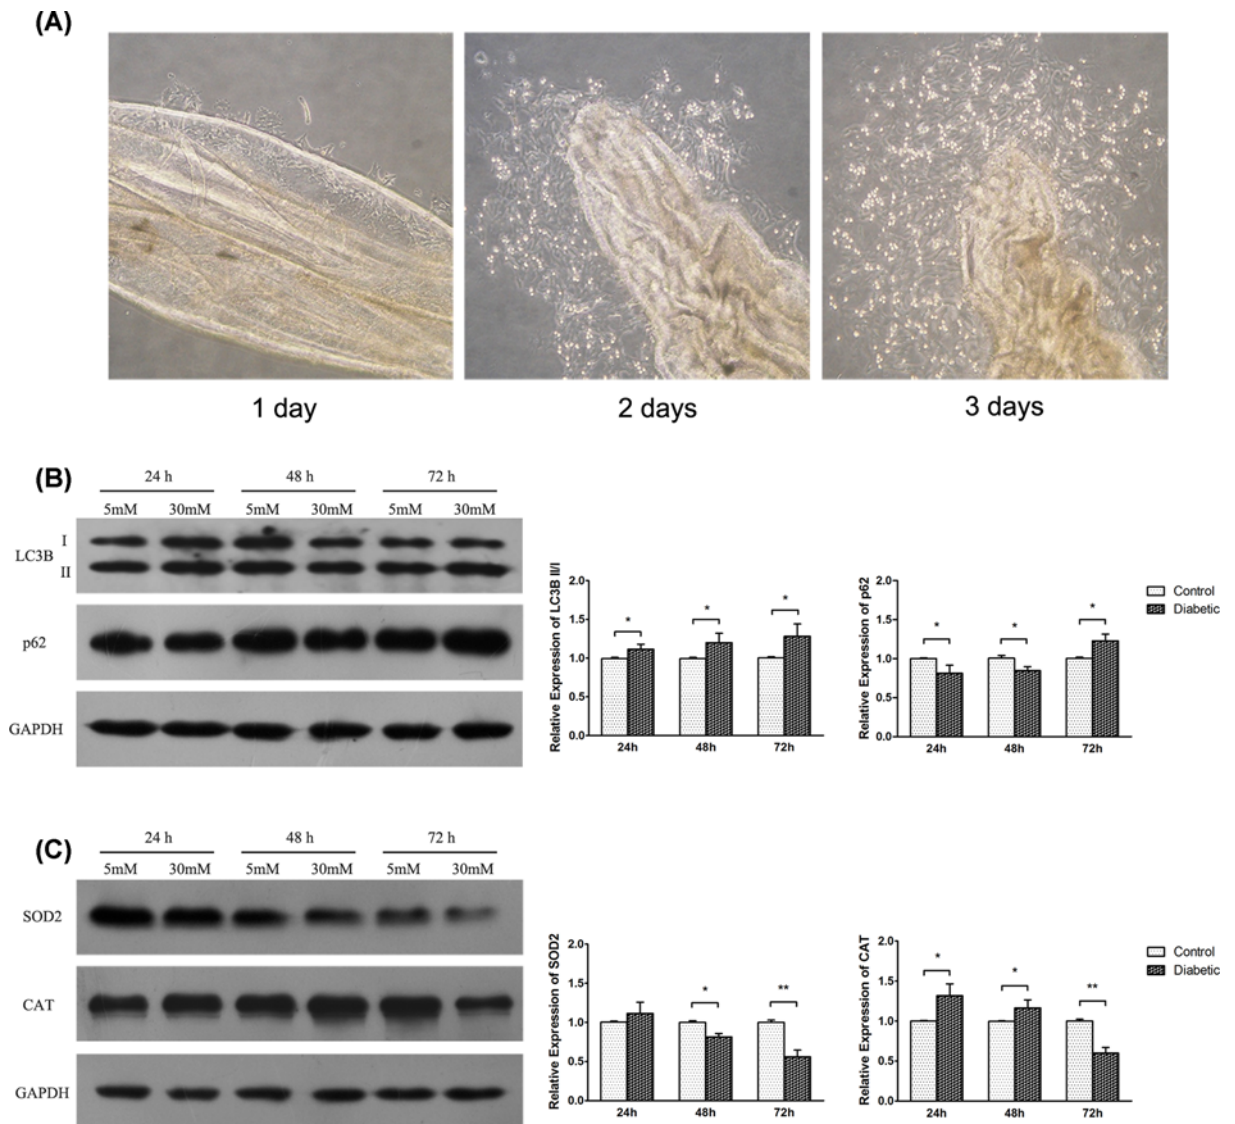 (A)
1 day
2 days
3 days
(B)
24 h
48 h
72 h
5mM
30mM
5mM
30mM
5mM
30mM
LC3B
I
II
p62
GAPDH
Relative Expression of LC3B II/I
2.0
1.5
1.0
0.5
0.0
*
*
*
24h
48h
72h
Relative Expression of p62
2.0
1.5
1.0
0.5
0.0
*
*
*
24h
48h
72h
Control
Diabetic
(C)
24 h
48 h
72 h
5mM
30mM
5mM
30mM
5mM
30mM
SOD2
CAT
GAPDH
Relative Expression of SOD2
2.0
1.5
1.0
0.5
0.0
*
**
24h
48h
72h
Relative Expression of CAT
2.0
1.5
1.0
0.5
0.0
*
*
**
24h
48h
72h
Control
Diabetic